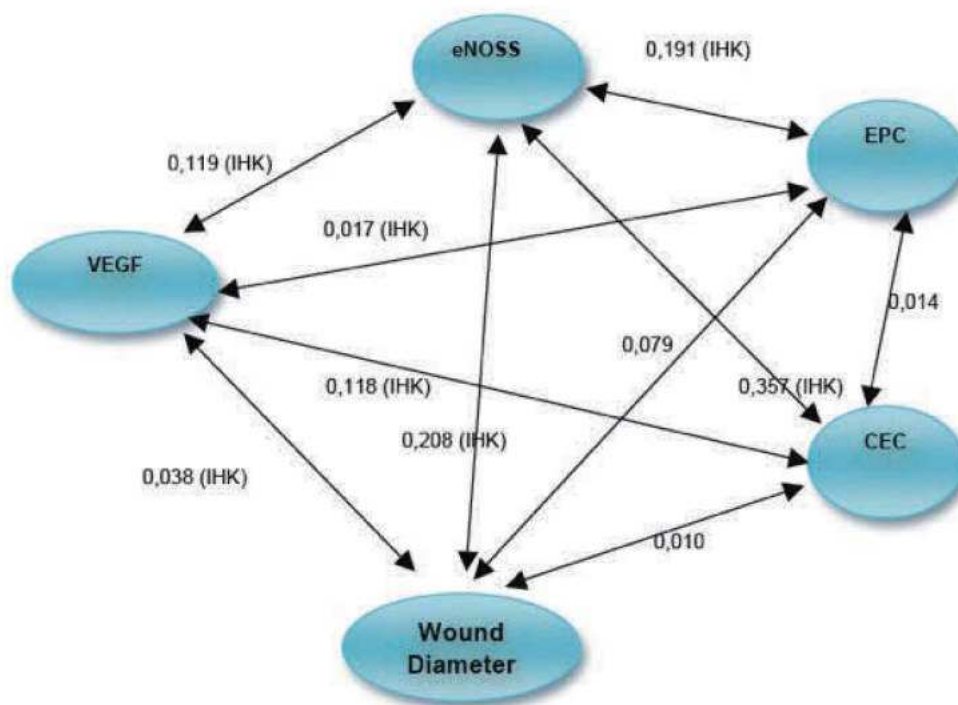 eNOSS
0,191 (IHK)
EPC
0,119 (IHK)
0,017 (IHK)
VEGF
0,014
0,079
0,118 (IHK)
0,357 (IHK)
0,208 (IHK)
CEC
0,038 (IHK)
0,010
Wound
Diameter